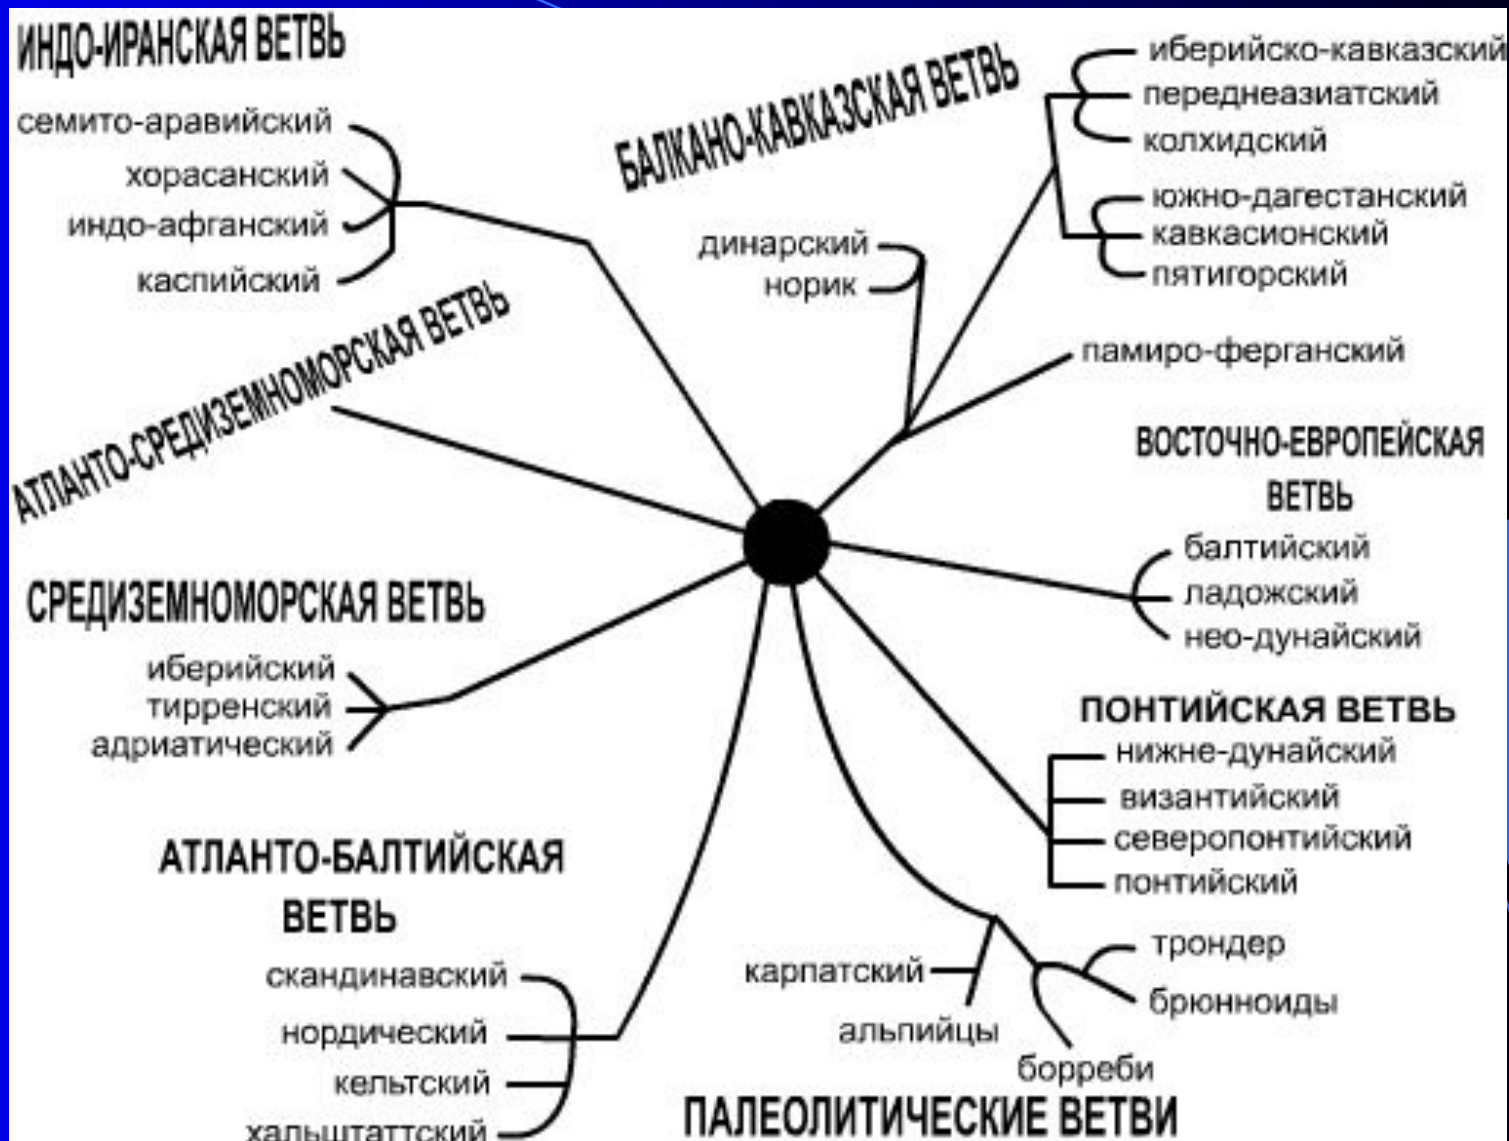 ИНДО-ИРАНСКАЯ ВЕТВЬ
семито-аравийский
хорасанский
индо-афганский
каспийский
БАЛКАНО-КАВКАЗСКАЯ ВЕТВЬ
иберийско-кавказский
переднеазиатский
колхидский
южно-дагестанский
кавкасионский
пятигорский
динарский
норик
памиро-ферганский
АТЛАНТО-СРЕДИЗЕМНОМОРСКАЯ ВЕТВЬ
ВОСТОЧНО-ЕВРОПЕЙСКАЯ
ВЕТВЬ
балтийский
ладожский
нео-дунайский
СРЕДИЗЕМНОМОРСКАЯ ВЕТВЬ
иберийский
тирренский
адриатический
ПОНТИЙСКАЯ ВЕТВЬ
нижне-дунайский
византийский
северопонтийский
понтийский
АТЛАНТО-БАЛТИЙСКАЯ
ВЕТВЬ
скандинавский
нордический
кельтский
хальштаттский
трондер
брюнноиды
карпатский
альпийцы
борреби
ПАЛЕОЛИТИЧЕСКИЕ ВЕТВИ